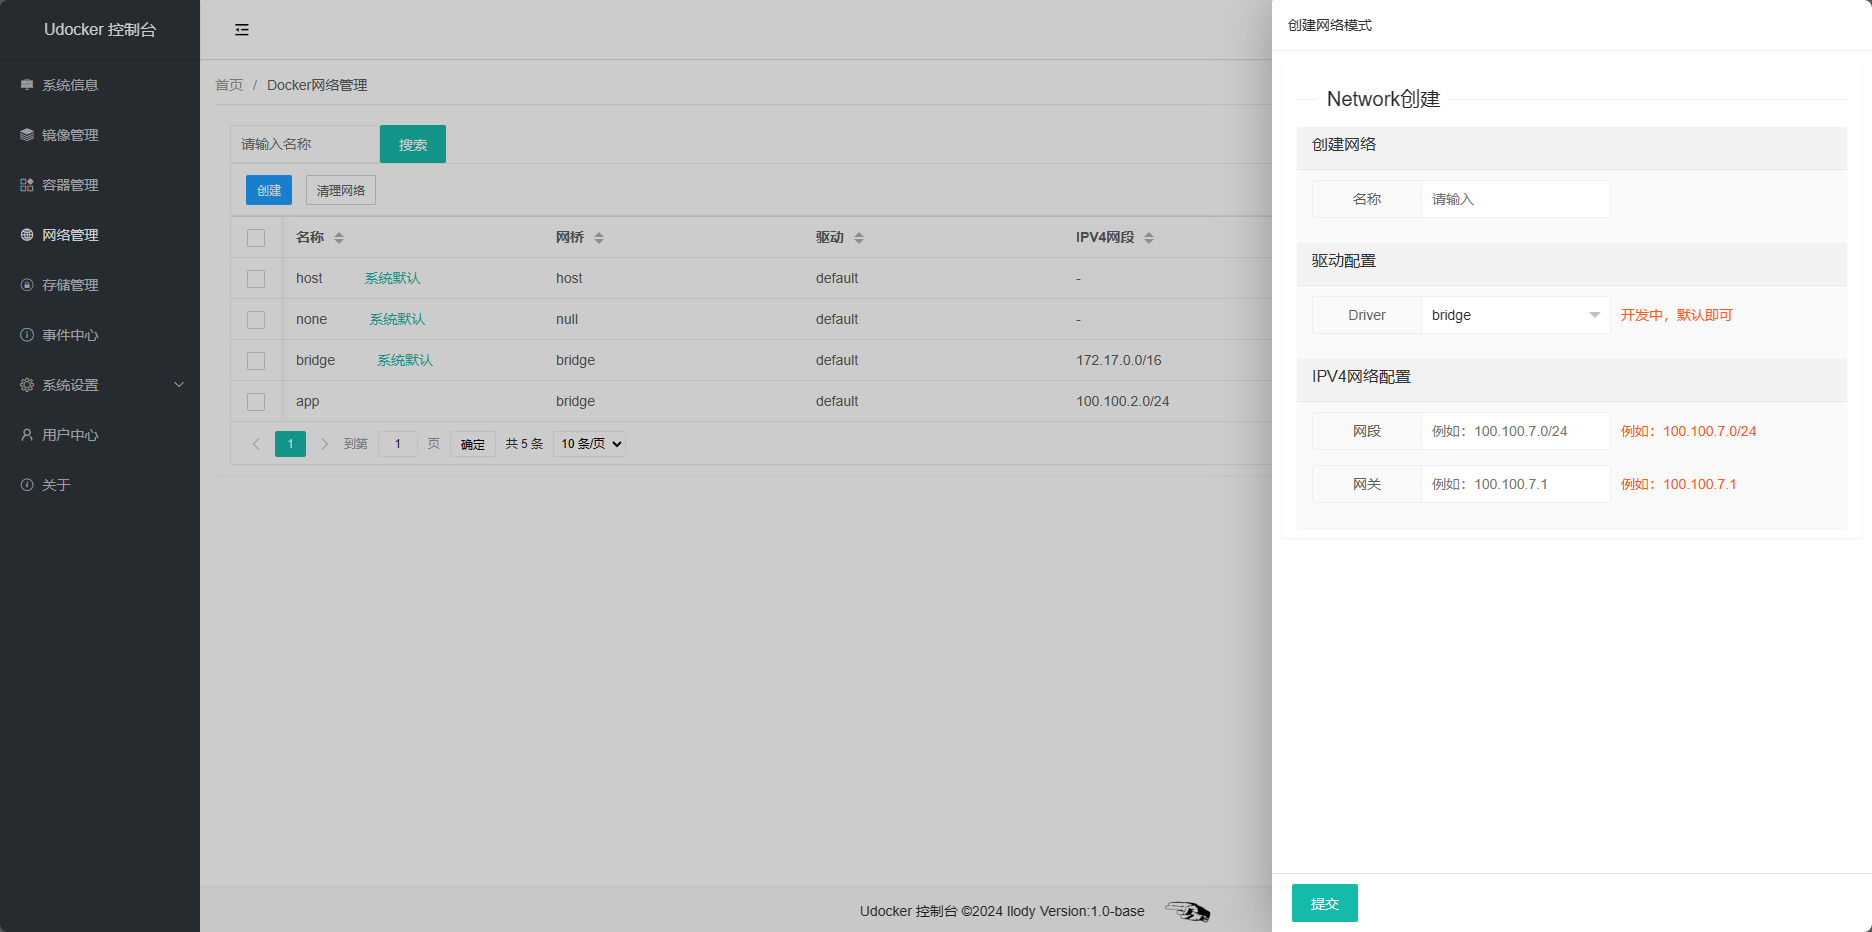 Udocker 控制台
系统信息
镜像管理
容器管理
网络管理
存储管理
事件中心
系统设置
用户中心
关于
首页 / Docker网络管理
请输入名称 搜索
创建 清理网络
名称 网桥 驱动 IPV4网段
host 系统默认 host default -
none 系统默认 null default -
bridge 系统默认 bridge default 172.17.0.0/16
app bridge default 100.100.2.0/24
1 到第 1 页 确定 共 5 条 10 条/页
Udocker 控制台 ©2024 llody Version:1.0-base
创建网络模式
Network创建
创建网络
名称 请输入
驱动配置
Driver bridge 开发中，默认即可
IPV4网络配置
网段 例如：100.100.7.0/24 例如：100.100.7.0/24
网关 例如：100.100.7.1 例如：100.100.7.1
提交